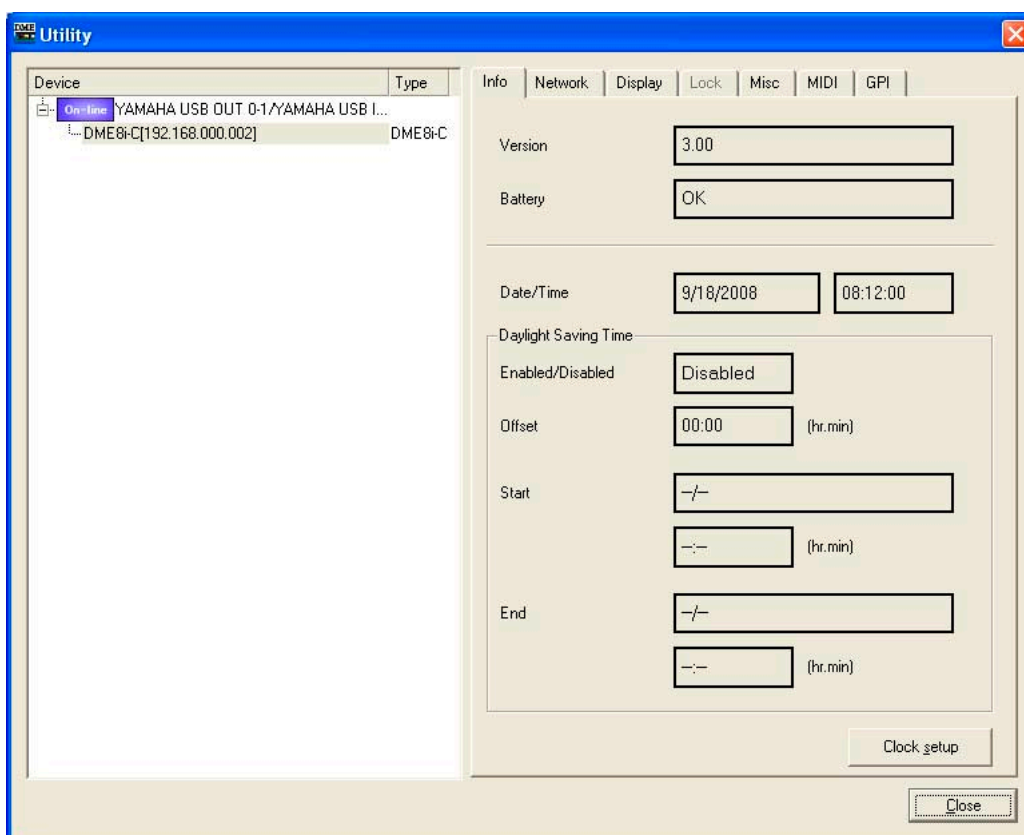 Utility
Device Type
On-line YAMAHA USB OUT 0-1/YAMAHA USB I...
DME8i-C[192.168.000.002] DME8i-C
Info Network Display Lock Misc MIDI GPI
Version 3.00
Battery OK
Date/Time 9/18/2008 08:12:00
Daylight Saving Time
Enabled/Disabled Disabled
Offset 00:00 (hr.min)
Start --/--
--:-- (hr.min)
End --/--
--:-- (hr.min)
Clock setup
Close